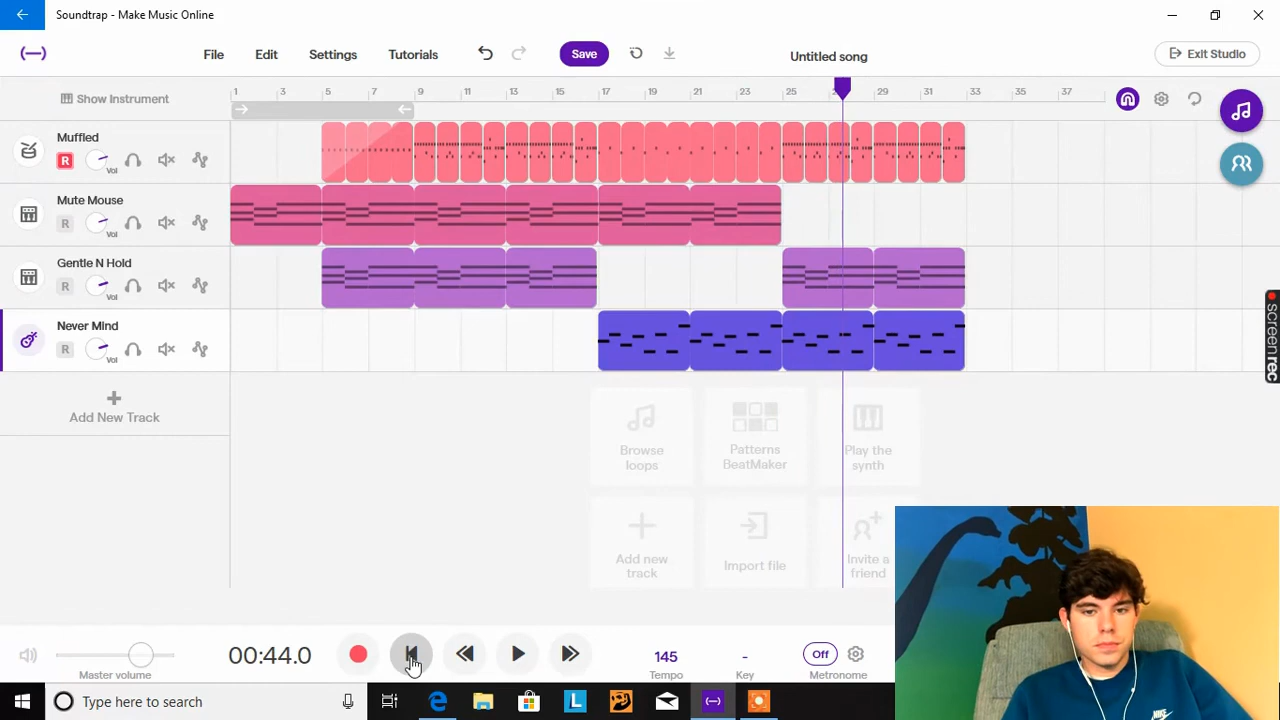 Soundtrap - Make Music Online
File Edit Settings Tutorials Save Untitled song Exit Studio
Show Instrument
1 3 5 7 9 11 13 15 17 19 21 23 25 29 31 33 35 37
Muffled
R Vol
Mute Mouse
R Vol
Gentle N Hold
R Vol
Never Mind
R Vol
Add New Track
Browse loops
Patterns BeatMaker
Play the synth
Add new track
Import file
Invite a friend
screenrec
Master volume
00:44.0
145
Tempo
-
Key
Off
Metronome
Type here to search
NIKE